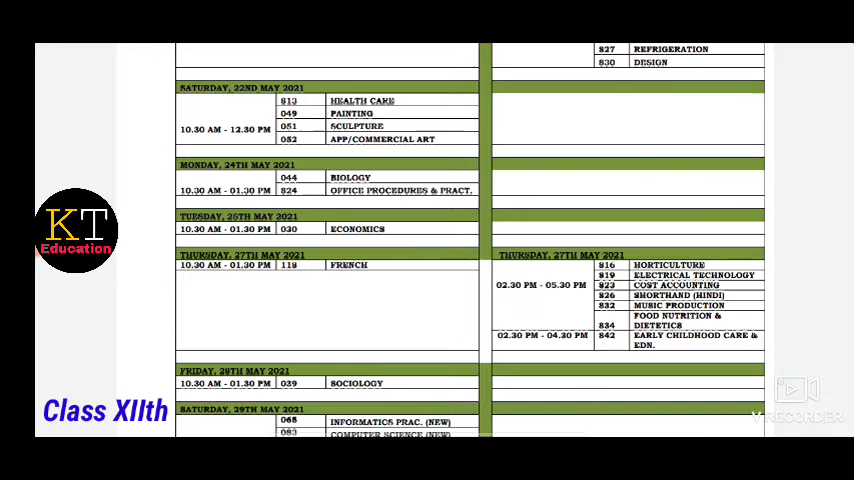 827 REFRIGERATION
830 DESIGN
SATURDAY, 22ND MAY 2021
813 HEALTH CARE
049 PAINTING
10.30 AM - 12.30 PM 051 SCULPTURE
052 APP/COMMERCIAL ART
MONDAY, 24TH MAY 2021
044 BIOLOGY
10.30 AM - 01.30 PM 824 OFFICE PROCEDURES & PRACT.
TUESDAY, 25TH MAY 2021
10.30 AM - 01.30 PM 030 ECONOMICS
THURSDAY, 27TH MAY 2021 THURSDAY, 27TH MAY 2021
10.30 AM - 01.30 PM 118 FRENCH 816 HORTICULTURE
819 ELECTRICAL TECHNOLOGY
02.30 PM - 05.30 PM 823 COST ACCOUNTING
826 SHORTHAND (HINDI)
832 MUSIC PRODUCTION
FOOD NUTRITION &
834 DIETETICS
02.30 PM - 04.30 PM 842 EARLY CHILDHOOD CARE &
EDN.
FRIDAY, 28TH MAY 2021
10.30 AM - 01.30 PM 039 SOCIOLOGY
SATURDAY, 29TH MAY 2021
065 INFORMATICS PRAC. (NEW)
083 COMPUTER SCIENCE (NEW)
KT
Education
Class XIIth
V RECORDER